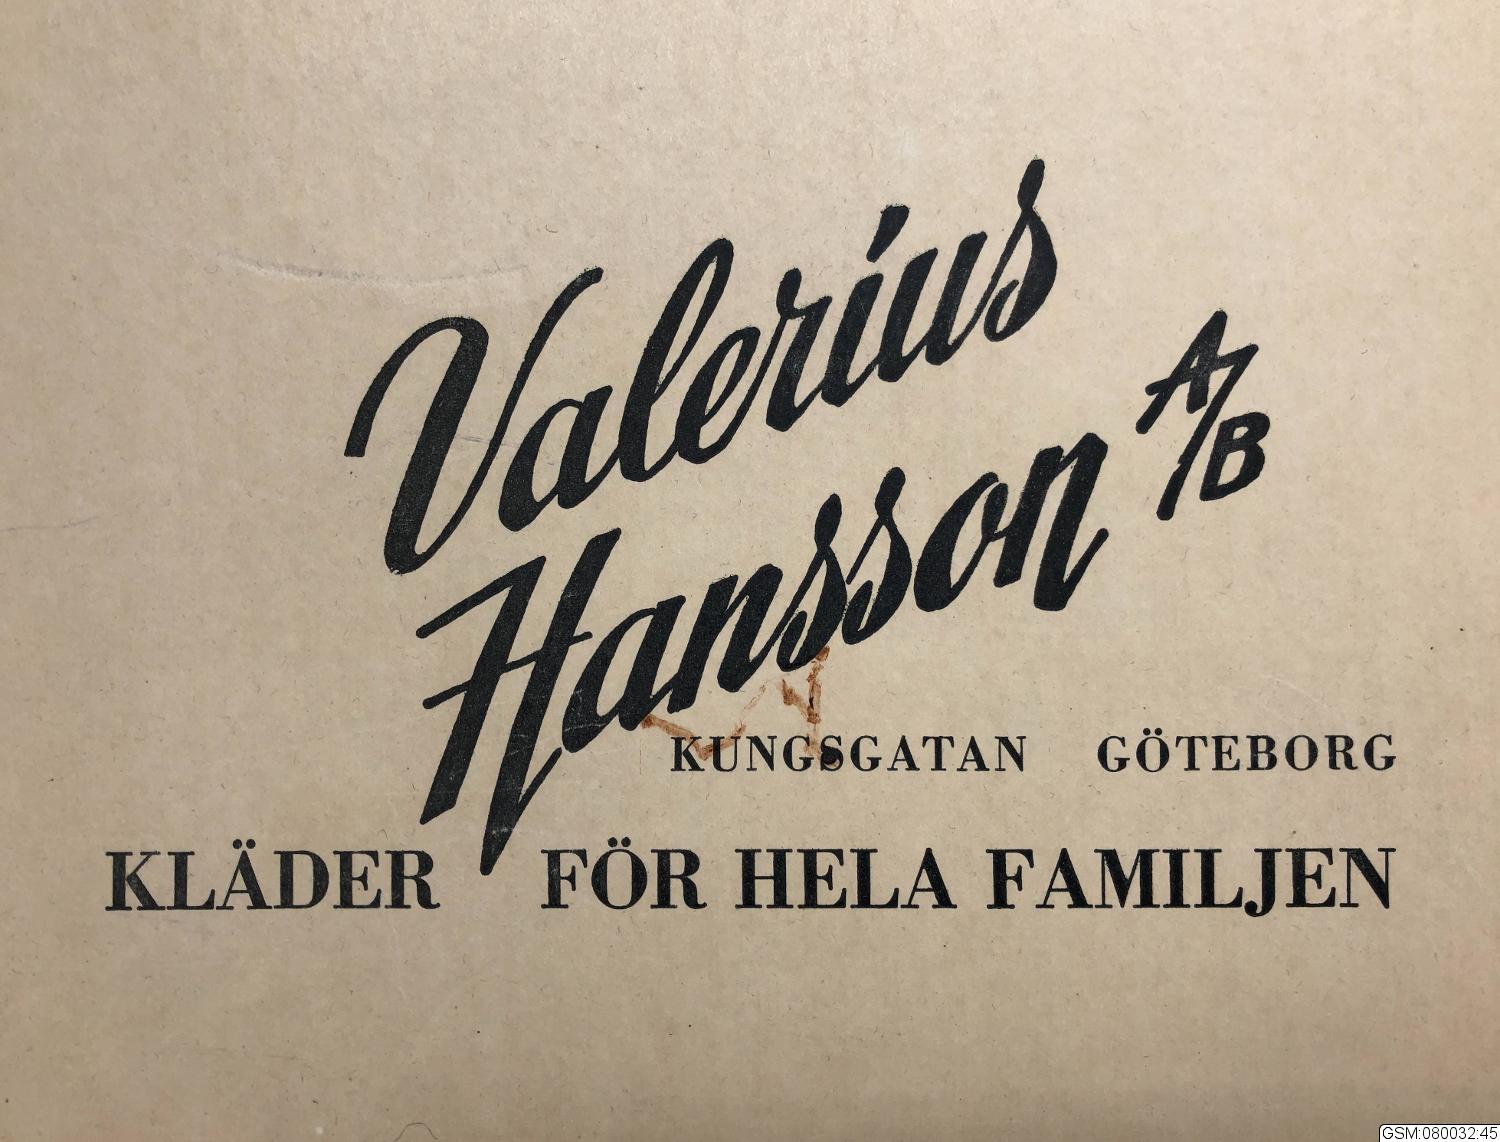 Valerius
Hansson A/B
KUNGSGATAN GÖTEBORG
KLÄDER FÖR HELA FAMILJEN
GSM:080032:45